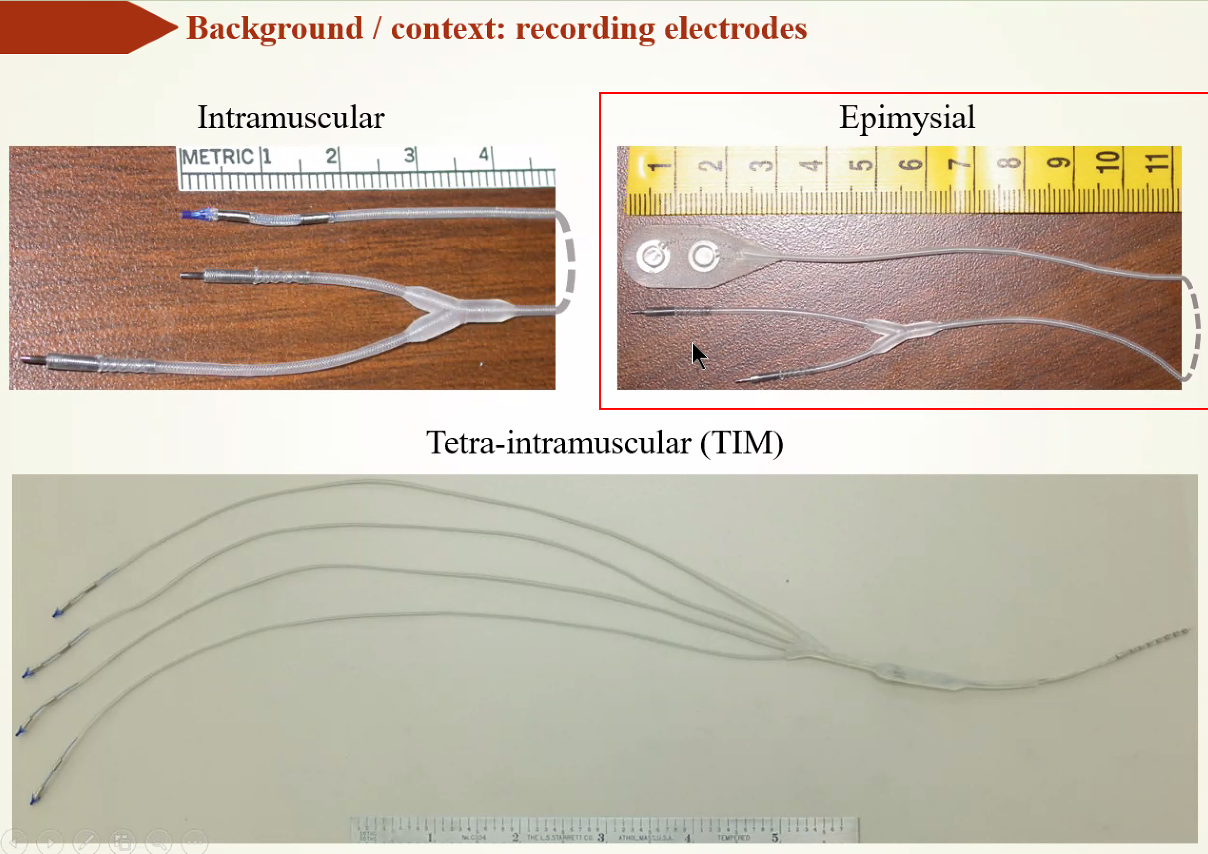 Background / context: recording electrodes
Intramuscular
Epimysial
METRIC 1 2 3 4
1 2 3 4 5 6 7 8 9 10 11
Tetra-intramuscular (TIM)
1 No.C334 2 THE L.S. STARRETT CO. 3 ATHOL, MASS., U.S.A. 4 TEMPERED 5